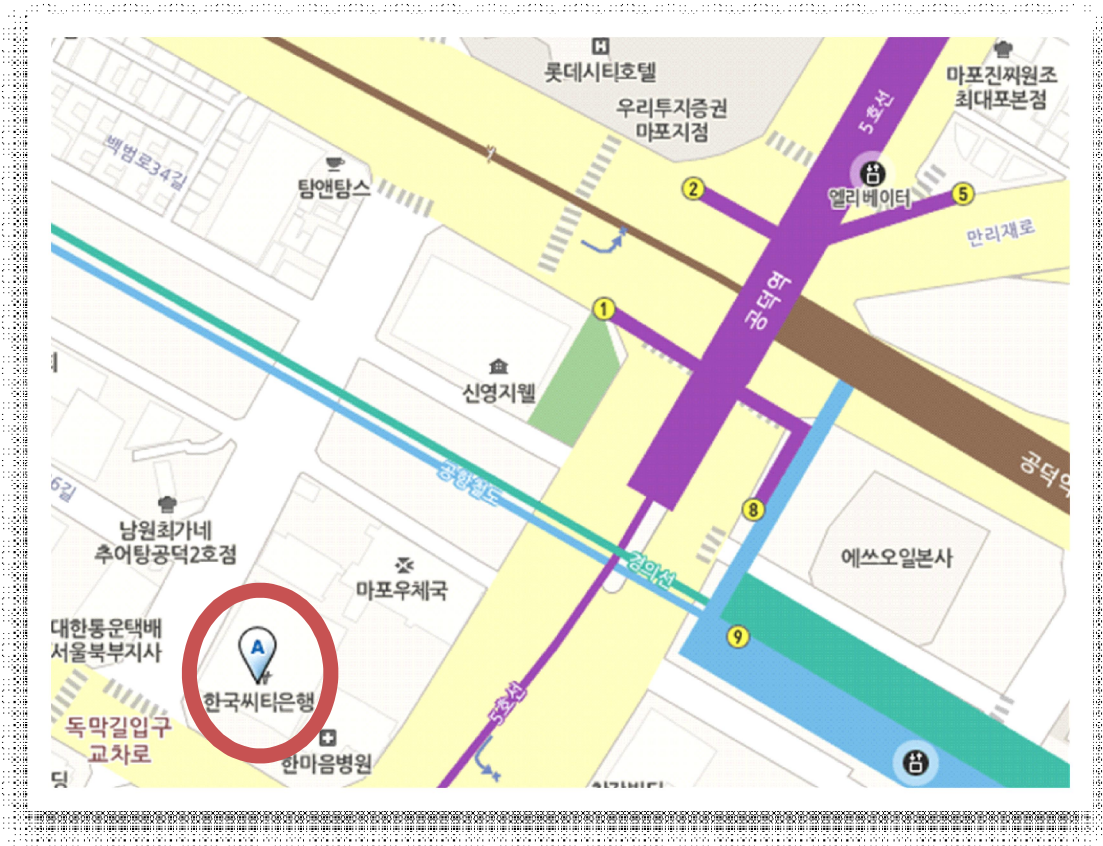 H
롯데시티호텔
마포진찌원조
최대포본점
우리투자증권
마포지점
5호선
백범로34길
탐앤탐스
2
엘리베이터
5
만리재로
공덕역
1
신영지웰
공항철도
공덕역
6길
8
남원최가네
추어탕공덕2호점
에쓰오일본사
경의선
마포우체국
대한통운택배
서울북부지사
A
9
한국씨티은행
5호선
독막길입구
교차로
한마음병원
딩